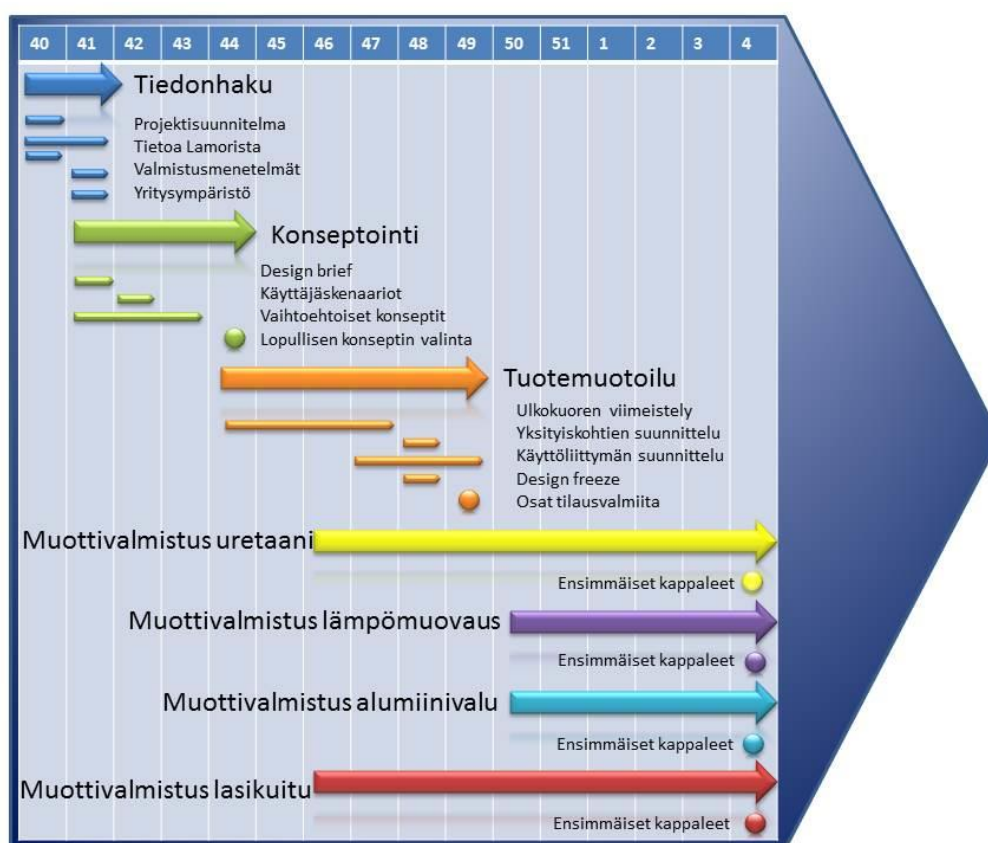 40 41 42 43 44 45 46 47 48 49 50 51 1 2 3 4
Tiedonhaku
Projektisuunnitelma
Tietoa Lamorista
Valmistusmenetelmät
Yritysympäristö
Konseptointi
Design brief
Käyttäjäskenaariot
Vaihtoehtoiset konseptit
Lopullisen konseptin valinta
Tuotemuotoilu
Ulkokuoren viimeistely
Yksityiskohtien suunnittelu
Käyttöliittymän suunnittelu
Design freeze
Osat tilausvalmiita
Muottivalmistus uretaani
Ensimmäiset kappaleet
Muottivalmistus lämpömuovaus
Ensimmäiset kappaleet
Muottivalmistus alumiinivalu
Ensimmäiset kappaleet
Muottivalmistus lasikuitu
Ensimmäiset kappaleet